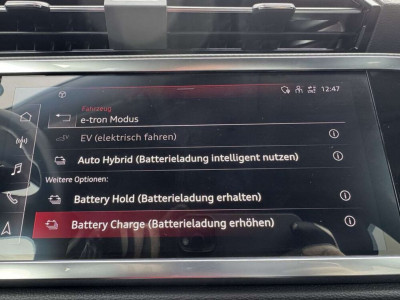 12:47
Fahrzeug
e-tron Modus
EV (elektrisch fahren)
Auto Hybrid (Batterieladung intelligent nutzen)
Weitere Optionen:
Battery Hold (Batterieladung erhalten)
Battery Charge (Batterieladung erhöhen)